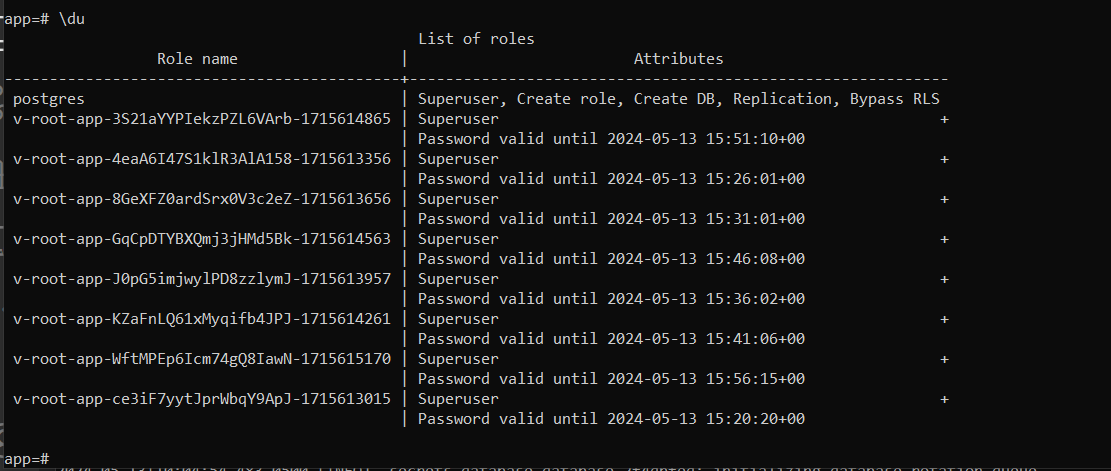 app=# \du
List of roles
Role name | Attributes
-----------------------------------------+-----------------------------------------------------------
postgres | Superuser, Create role, Create DB, Replication, Bypass RLS
v-root-app-3S21aYYPIekzPZL6VArb-1715614865 | Superuser +
| Password valid until 2024-05-13 15:51:10+00
v-root-app-4eaA6I47S1klR3AlA158-1715613356 | Superuser +
| Password valid until 2024-05-13 15:26:01+00
v-root-app-8GeXFZ0ardSrx0V3c2eZ-1715613656 | Superuser +
| Password valid until 2024-05-13 15:31:01+00
v-root-app-GqCpDTYBXQmj3jHMd5Bk-1715614563 | Superuser +
| Password valid until 2024-05-13 15:46:08+00
v-root-app-J0pG5imjwylPD8zzlymJ-1715613957 | Superuser +
| Password valid until 2024-05-13 15:36:02+00
v-root-app-KZaFnLQ61xMyqifb4JPJ-1715614261 | Superuser +
| Password valid until 2024-05-13 15:41:06+00
v-root-app-WftMPEp6Icm74gQ8IawN-1715615170 | Superuser +
| Password valid until 2024-05-13 15:56:15+00
v-root-app-ce3iF7yytJprWbqY9ApJ-1715613015 | Superuser +
| Password valid until 2024-05-13 15:20:20+00
app=#